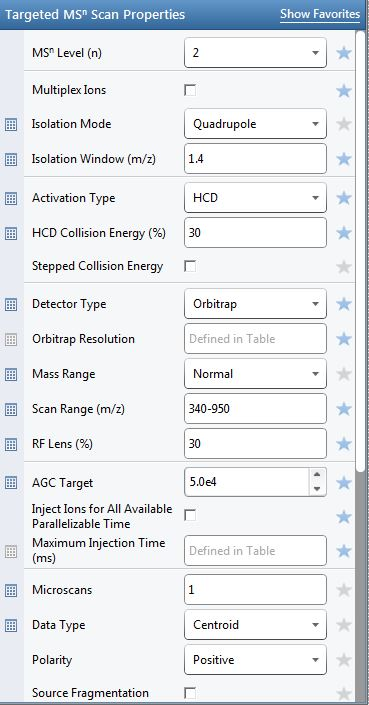 Targeted MSⁿ Scan Properties Show Favorites
MSⁿ Level (n) 2
Multiplex Ions
Isolation Mode Quadrupole
Isolation Window (m/z) 1.4
Activation Type HCD
HCD Collision Energy (%) 30
Stepped Collision Energy
Detector Type Orbitrap
Orbitrap Resolution Defined in Table
Mass Range Normal
Scan Range (m/z) 340-950
RF Lens (%) 30
AGC Target 5.0e4
Inject Ions for All Available
Parallelizable Time
Maximum Injection Time
(ms) Defined in Table
Microscans 1
Data Type Centroid
Polarity Positive
Source Fragmentation